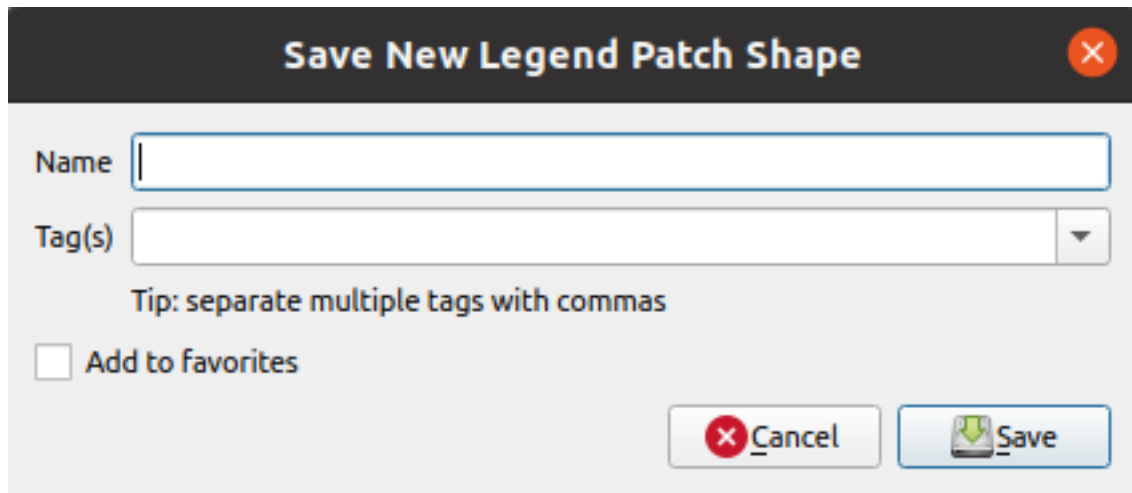 Save New Legend Patch Shape
Name
Tag(s)
Tip: separate multiple tags with commas
Add to favorites
Cancel Save